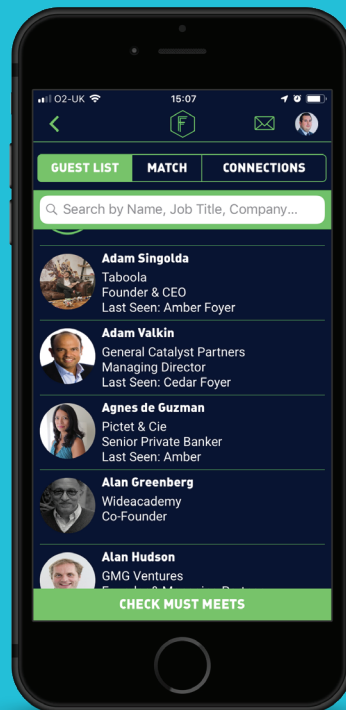 O2-UK
15:07
F
GUEST LIST
MATCH
CONNECTIONS
Search by Name, Job Title, Company...
Adam Singolda
Taboola
Founder & CEO
Last Seen: Amber Foyer
Adam Valkin
General Catalyst Partners
Managing Director
Last Seen: Cedar Foyer
Agnes de Guzman
Pictet & Cie
Senior Private Banker
Last Seen: Amber
Alan Greenberg
Wideacademy
Co-Founder
Alan Hudson
GMG Ventures
CHECK MUST MEETS